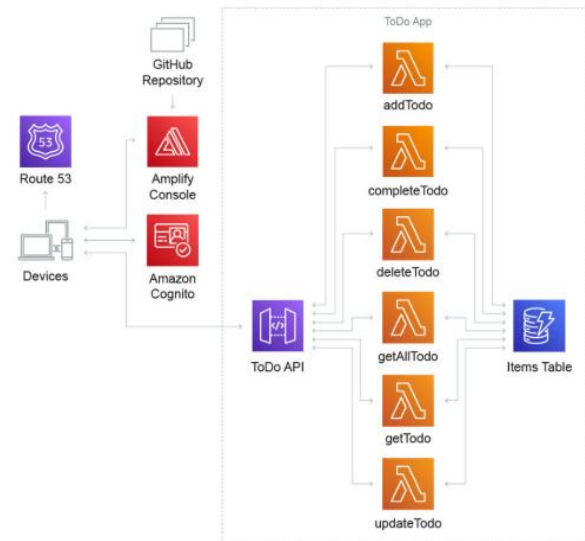 ToDo App
GitHub
Repository
addTodo
53
Route 53
Amplify
Console
completeTodo
Devices
Amazon
Cognito
deleteTodo
ToDo API
getAllTodo
Items Table
getTodo
updateTodo